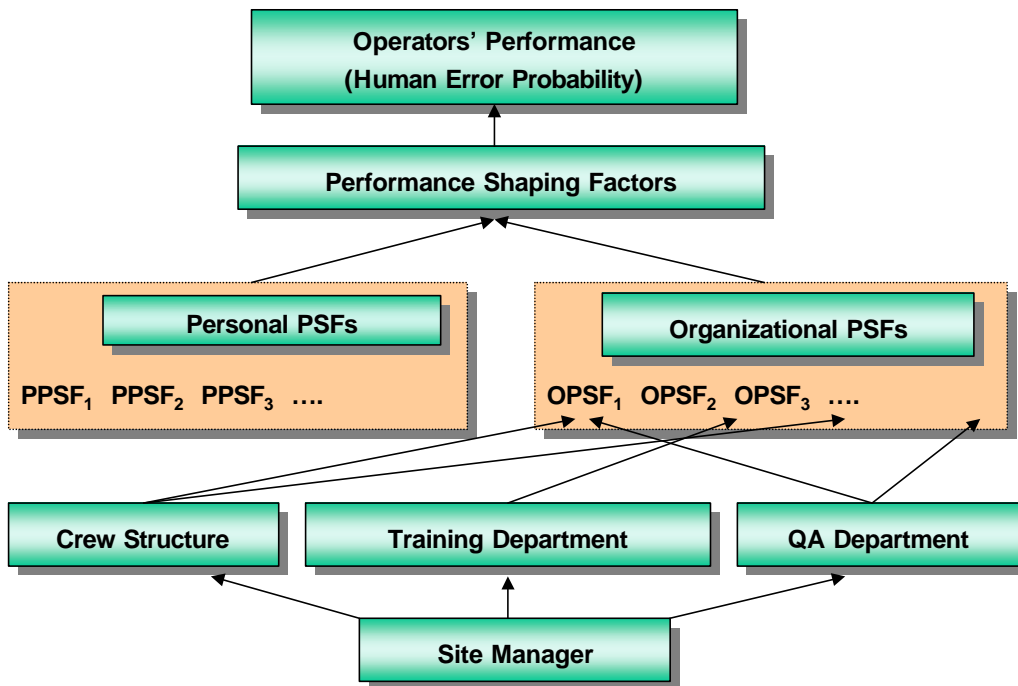 Operators’ Performance
(Human Error Probability)
Performance Shaping Factors
Personal PSFs
Organizational PSFs
PPSF₁ PPSF₂ PPSF₃ ….
OPSF₁ OPSF₂ OPSF₃ ….
Crew Structure
Training Department
QA Department
Site Manager